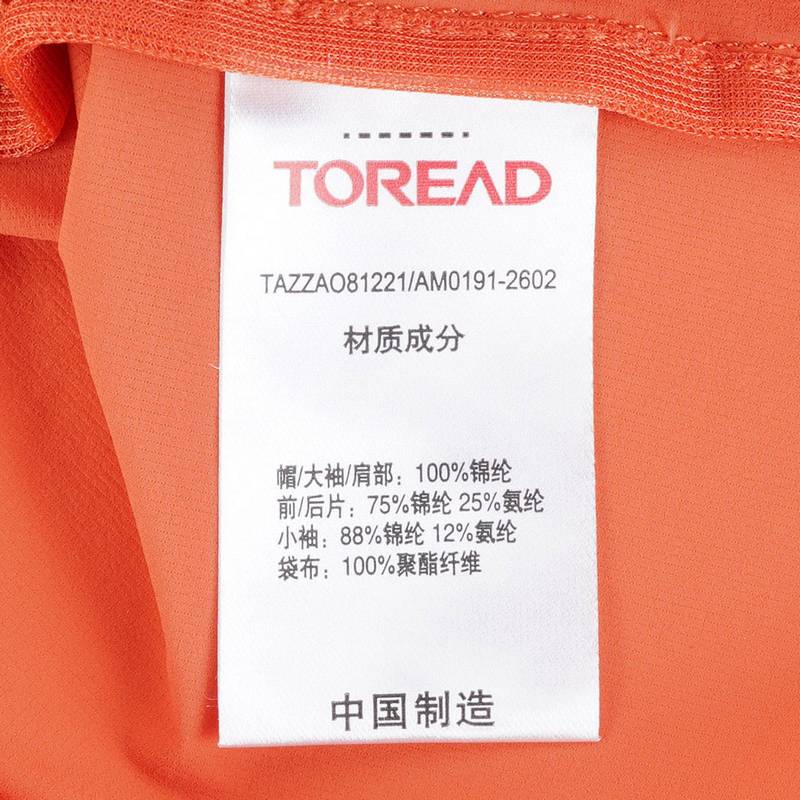 TOREAD
TAZZAO81221/AM0191-2602
材质成分
帽/大袖/肩部：100%锦纶
前/后片：75%锦纶 25%氨纶
小袖：88%锦纶 12%氨纶
袋布：100%聚酯纤维
中国制造